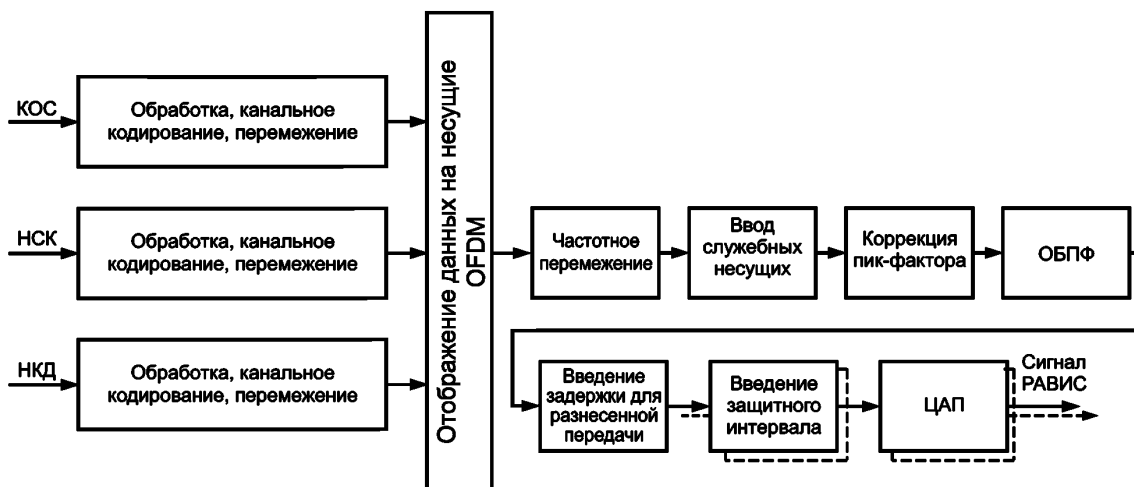 КОС
Обработка, канальное
кодирование, перемежение
НСК
Обработка, канальное
кодирование, перемежение
НКД
Обработка, канальное
кодирование, перемежение
Отображение данных на несущие
OFDM
Частотное
перемежение
Ввод
служебных
несущих
Коррекция
пик-фактора
ОБПФ
Введение
задержки для
разнесенной
передачи
Введение
защитного
интервала
ЦАП
Сигнал
РАВИС